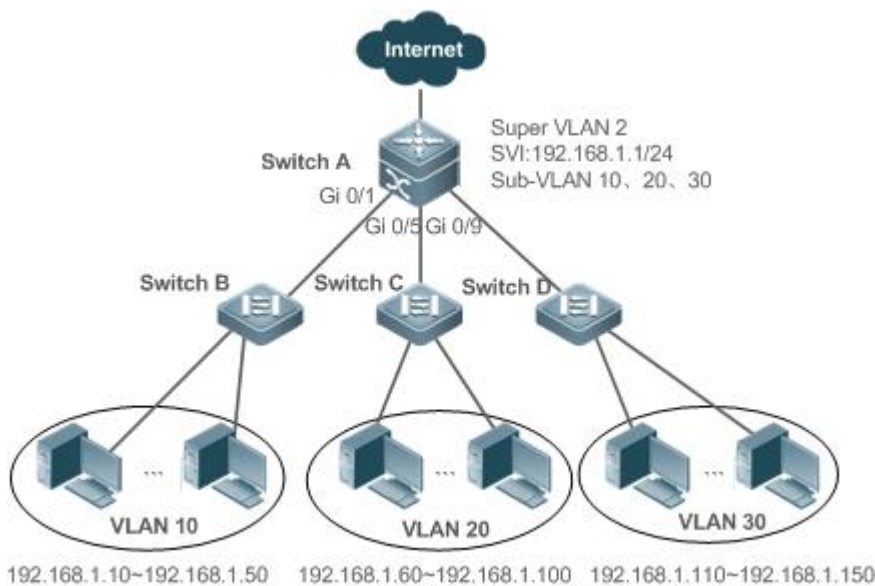 Internet
Super VLAN 2
SVI:192.168.1.1/24
Sub-VLAN 10、20、30
Switch A
Gi 0/1
Gi 0/5
Gi 0/9
Switch B
Switch C
Switch D
...
...
...
VLAN 10
VLAN 20
VLAN 30
192.168.1.10~192.168.1.50
192.168.1.60~192.168.1.100
192.168.1.110~192.168.1.150